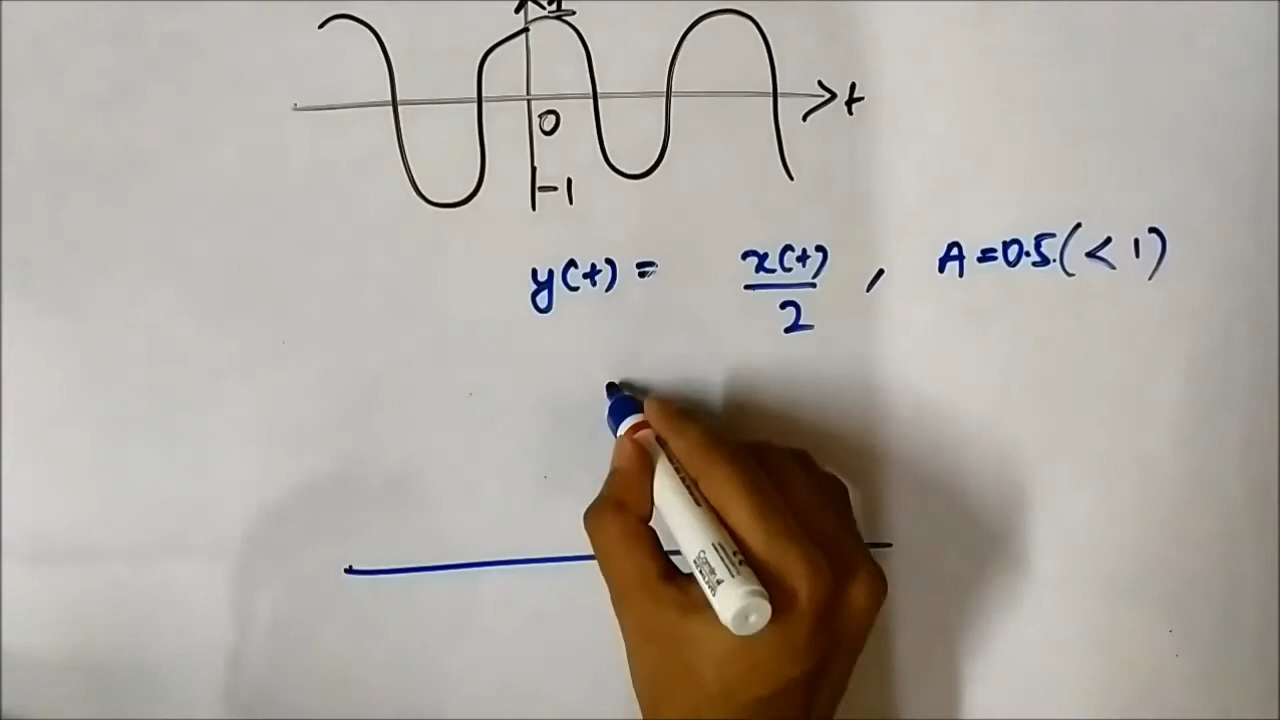 1
t
0
-1
y(t) = x(t)/2 , A=0.5.(< 1)